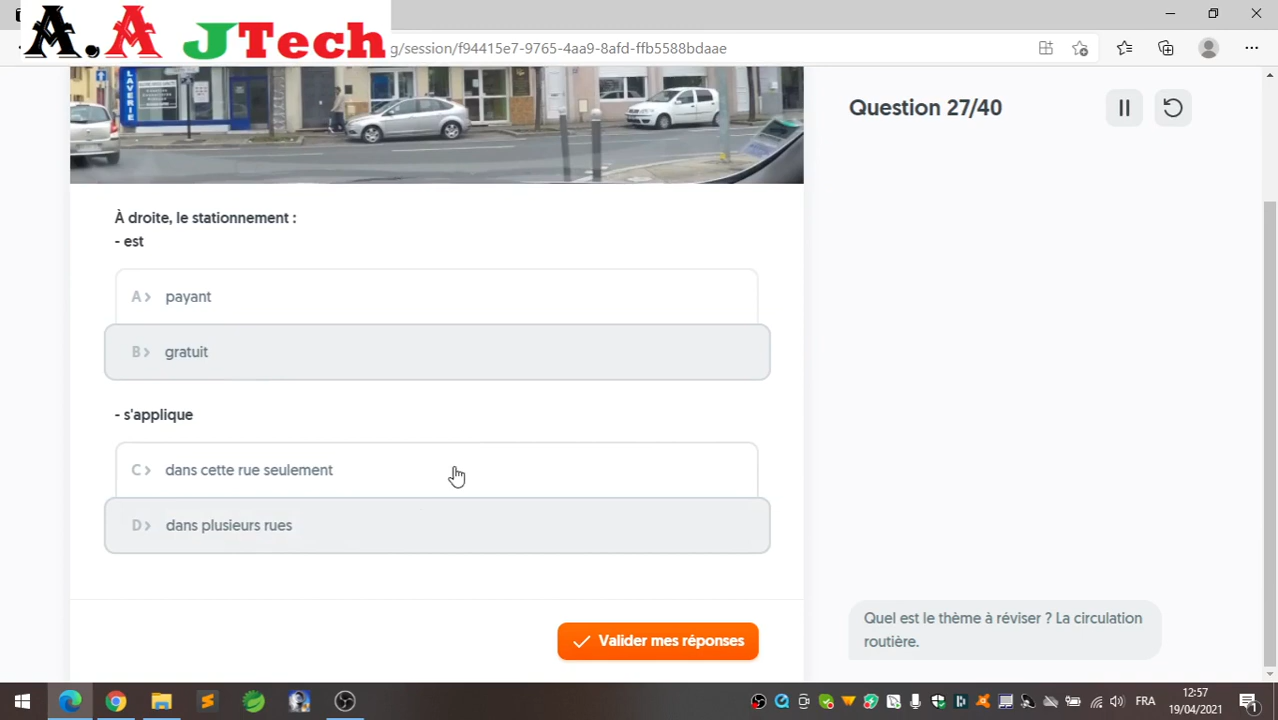 A.A JTech
g/session/f94415e7-9765-4aa9-8afd-ffb5588bdaae
LAVERIE
Question 27/40
À droite, le stationnement :
- est
A payant
B gratuit
- s'applique
C dans cette rue seulement
D dans plusieurs rues
Valider mes réponses
Quel est le thème à réviser ? La circulation
routière.
FRA
12:57
19/04/2021
1